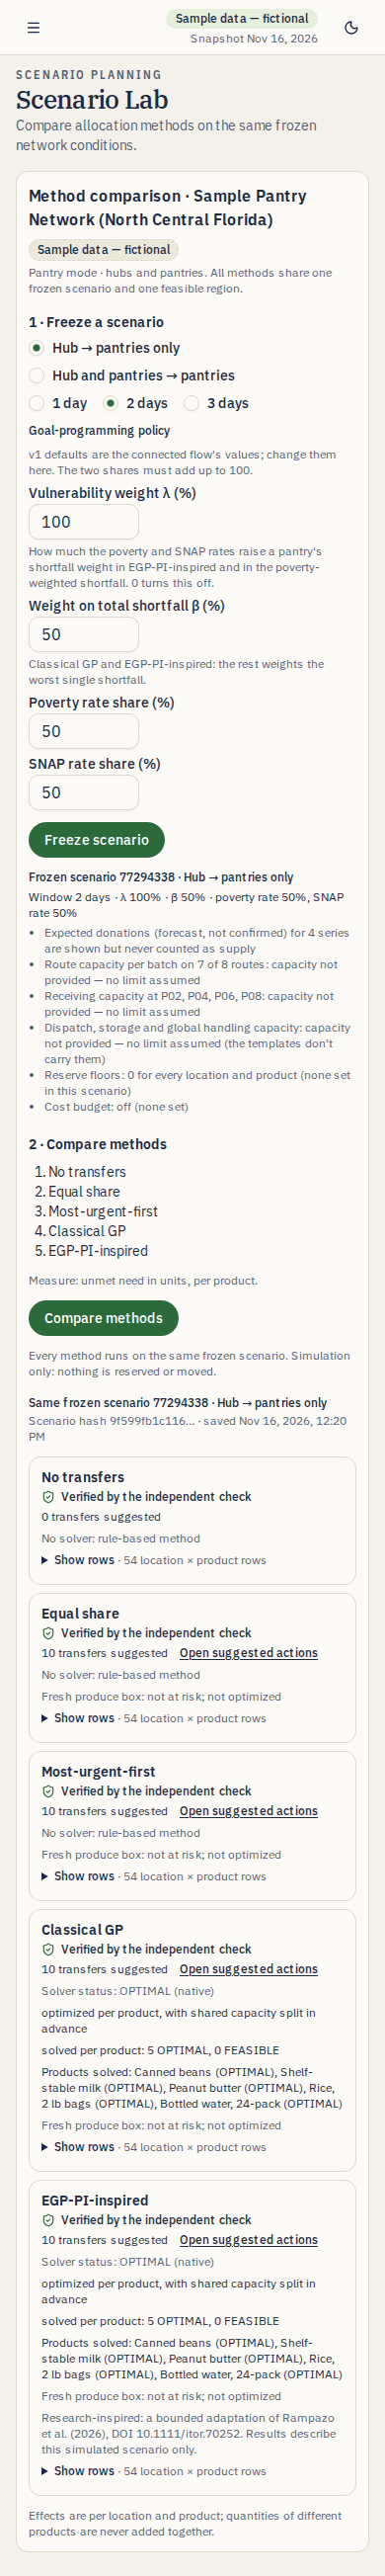 Sample data — fictional
Snapshot Nov 16, 2026
SCENARIO PLANNING
Scenario Lab
Compare allocation methods on the same frozen
network conditions.
Method comparison · Sample Pantry
Network (North Central Florida)
Sample data — fictional
Pantry mode · hubs and pantries. All methods share one
frozen scenario and one feasible region.
1 · Freeze a scenario
Hub → pantries only
Hub and pantries → pantries
1 day 2 days 3 days
Goal-programming policy
v1 defaults are the connected flow's values; change them
here. The two shares must add up to 100.
Vulnerability weight λ (%)
100
How much the poverty and SNAP rates raise a pantry's
shortfall weight in EGP-PI-inspired and in the poverty-
weighted shortfall. 0 turns this off.
Weight on total shortfall β (%)
50
Classical GP and EGP-PI-inspired: the rest weights the
worst single shortfall.
Poverty rate share (%)
50
SNAP rate share (%)
50
Freeze scenario
Frozen scenario 77294338 · Hub → pantries only
Window 2 days · λ 100% · β 50% · poverty rate 50%, SNAP
rate 50%
• Expected donations (forecast, not confirmed) for 4 series
are shown but never counted as supply
• Route capacity per batch on 7 of 8 routes: capacity not
provided — no limit assumed
• Receiving capacity at P02, P04, P06, P08: capacity not
provided — no limit assumed
• Dispatch, storage and global handling capacity: capacity
not provided — no limit assumed (the templates don't
carry them)
• Reserve floors: 0 for every location and product (none set
in this scenario)
• Cost budget: off (none set)
2 · Compare methods
1. No transfers
2. Equal share
3. Most-urgent-first
4. Classical GP
5. EGP-PI-inspired
Measure: unmet need in units, per product.
Compare methods
Every method runs on the same frozen scenario. Simulation
only: nothing is reserved or moved.
Same frozen scenario 77294338 · Hub → pantries only
Scenario hash 9f599fb1c116… · saved Nov 16, 2026, 12:20
PM
No transfers
Verified by the independent check
0 transfers suggested
No solver: rule-based method
Show rows · 54 location × product rows
Equal share
Verified by the independent check
10 transfers suggested Open suggested actions
No solver: rule-based method
Fresh produce box: not at risk; not optimized
Show rows · 54 location × product rows
Most-urgent-first
Verified by the independent check
10 transfers suggested Open suggested actions
No solver: rule-based method
Fresh produce box: not at risk; not optimized
Show rows · 54 location × product rows
Classical GP
Verified by the independent check
10 transfers suggested Open suggested actions
Solver status: OPTIMAL (native)
optimized per product, with shared capacity split in
advance
solved per product: 5 OPTIMAL, 0 FEASIBLE
Products solved: Canned beans (OPTIMAL), Shelf-
stable milk (OPTIMAL), Peanut butter (OPTIMAL), Rice,
2 lb bags (OPTIMAL), Bottled water, 24-pack (OPTIMAL)
Fresh produce box: not at risk; not optimized
Show rows · 54 location × product rows
EGP-PI-inspired
Verified by the independent check
10 transfers suggested Open suggested actions
Solver status: OPTIMAL (native)
optimized per product, with shared capacity split in
advance
solved per product: 5 OPTIMAL, 0 FEASIBLE
Products solved: Canned beans (OPTIMAL), Shelf-
stable milk (OPTIMAL), Peanut butter (OPTIMAL), Rice,
2 lb bags (OPTIMAL), Bottled water, 24-pack (OPTIMAL)
Fresh produce box: not at risk; not optimized
Research-inspired: a bounded adaptation of Rampazo
et al. (2026), DOI 10.1111/itor.70252. Results describe
this simulated scenario only.
Show rows · 54 location × product rows
Effects are per location and product; quantities of different
products are never added together.